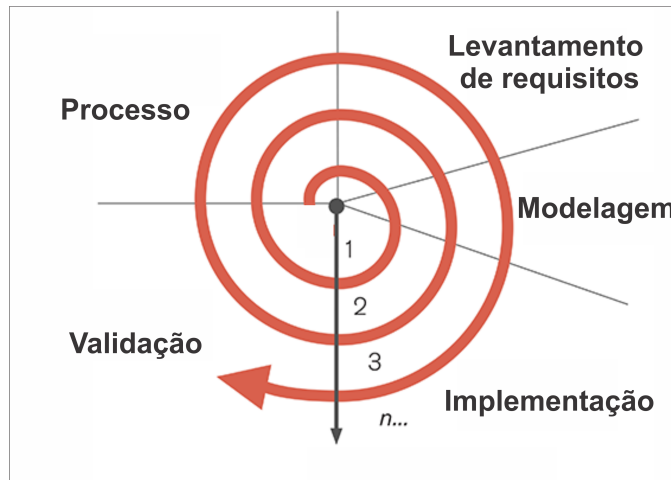 Levantamento
de requisitos
Processo
Modelagem
1
2
Validação
3
Implementação
n...